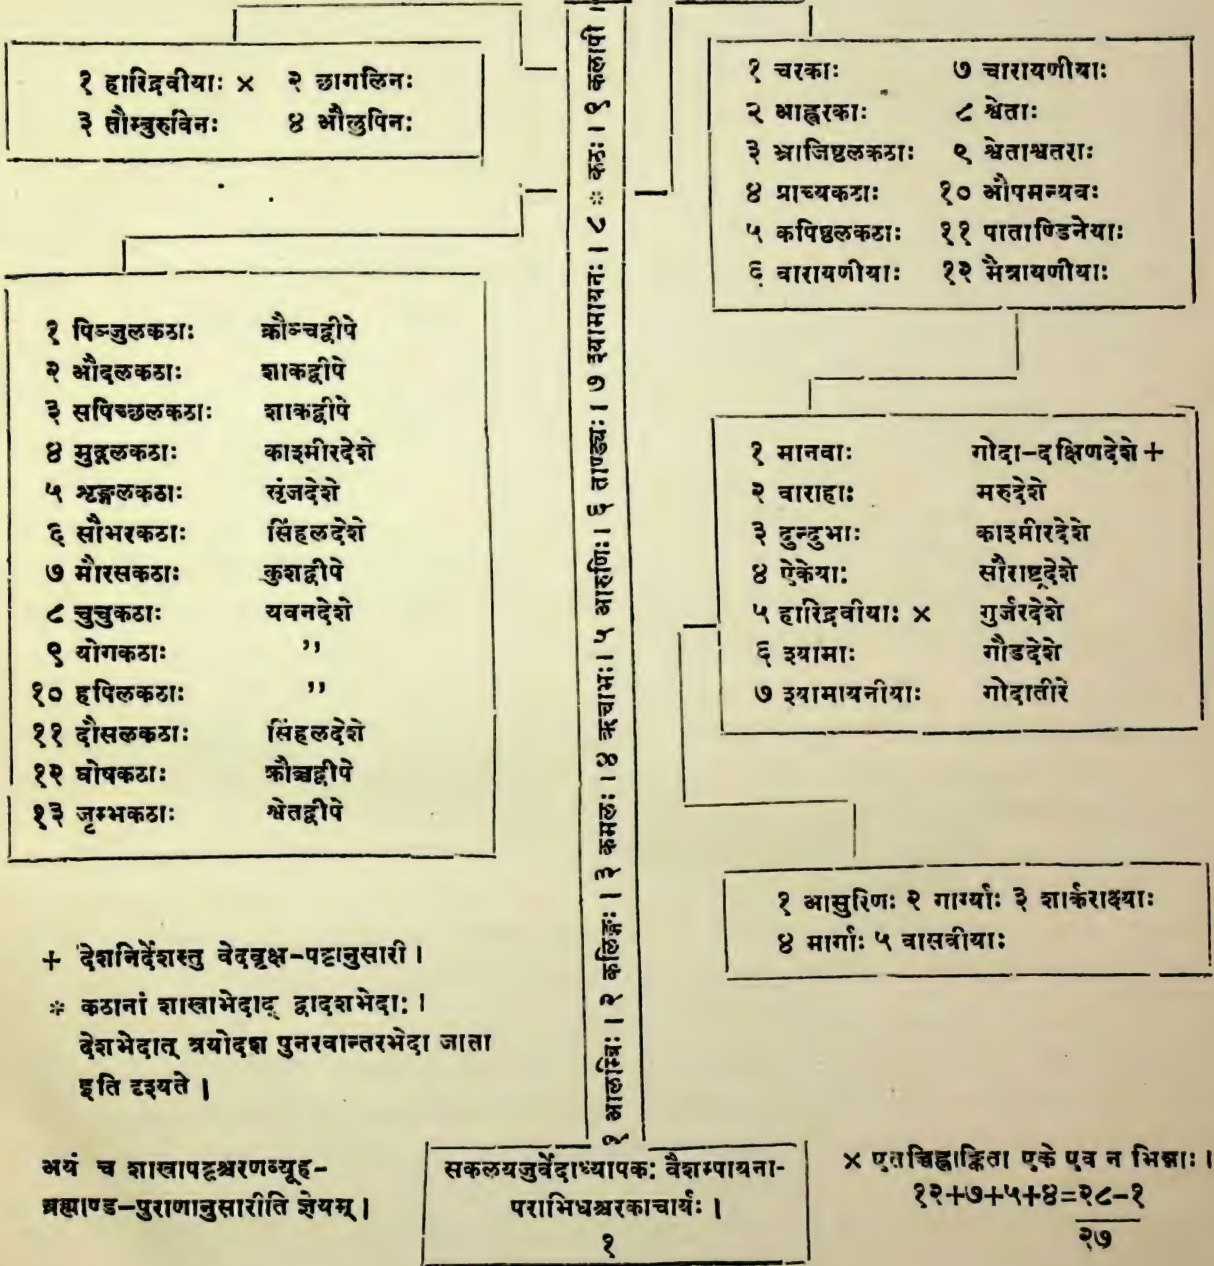 १ हारिद्रवीयाः × २ छागलिनः
३ तौम्बुरुविनः ४ औलुपिनः
१ चरकाः ७ चारायणीयाः
२ आह्वरकाः ८ श्वेताः
३ भ्राजिष्ठलकठाः ९ श्वेताश्वतराः
४ प्राच्यकठाः १० औपमन्यवः
५ कपिष्ठलकठाः ११ पाताण्डिनेयाः
६ वारायणीयाः १२ मैत्रायणीयाः
१ पिञ्जुलकठाः क्रौञ्चद्वीपे
२ औदलकठाः शाकद्वीपे
३ सपिच्छलकठाः शाकद्वीपे
४ मुद्गलकठाः काश्मीरदेशे
५ शृङ्गलकठाः सृंजदेशे
६ सौभरकठाः सिंहलदेशे
७ मौरसकठाः कुशद्वीपे
८ चुचुकठाः यवनदेशे
९ योगकठाः ,,
१० हपिलकठाः ,,
११ दौसलकठाः सिंहलदेशे
१२ घोषकठाः क्रौञ्चद्वीपे
१३ जृम्भकठाः श्वेतद्वीपे
१ मानवाः गोदा-दक्षिणदेशे +
२ वाराहाः मरुदेशे
३ दुन्दुभाः काश्मीरदेशे
४ ऐकेयाः सौराष्ट्रदेशे
५ हारिद्रवीयाः × गुर्जरदेशे
६ श्यामाः गौडदेशे
७ श्यामायनीयाः गोदातीरे
१ आसुरिणः २ गार्ग्याः ३ शार्कराक्ष्याः
४ मार्गाः ५ वासवीयाः
१ आलम्बिः । २ कलिङ्गः । ३ कमलः । ४ ऋचाभः । ५ आरुणिः । ६ ताण्ड्यः । ७ श्यामायनः । ८ * कठः । ९ कलापी ।
+ देशनिर्देशस्तु वेदवृक्ष-पट्टानुसारी ।
* कठानां शाखाभेदाद् द्वादशभेदाः ।
देशभेदात् त्रयोदश पुनरवान्तरभेदा जाता
इति दृश्यते ।
अयं च शाखापट्टश्चरणव्यूह-
ब्रह्माण्ड-पुराणानुसारीति ज्ञेयम् ।
सकलयजुर्वेदाध्यापकः वैशम्पायना-
पराभिधश्चरकाचार्यः ।
१
× एतच्चिह्नाङ्किता एके एव न भिन्नाः ।
१२+७+५+४=२८-१
२७